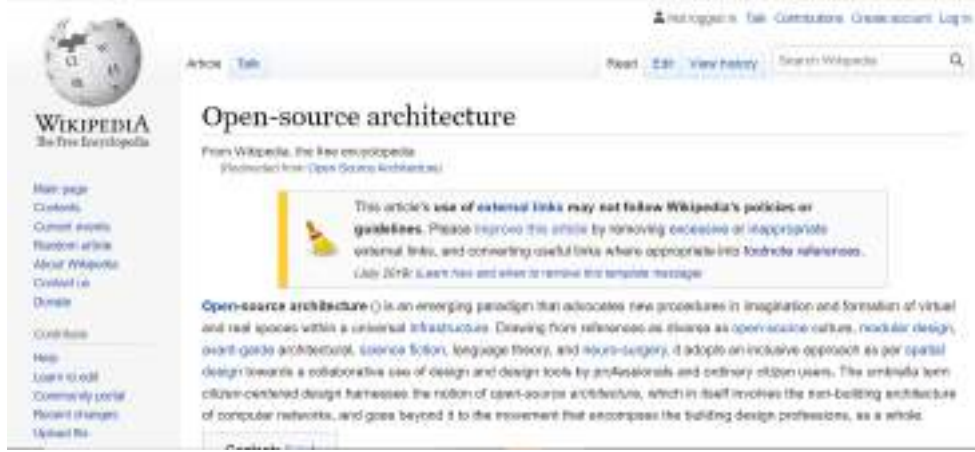 Not logged in Talk Contributions Create account Log in
Article Talk
Read Edit View history Search Wikipedia
WIKIPEDIA
The Free Encyclopedia
Open-source architecture
From Wikipedia, the free encyclopedia
(Redirected from Open Source Architecture)
Main page
Contents
Current events
Random article
About Wikipedia
Contact us
Donate
Contribute
Help
Learn to edit
Community portal
Recent changes
Upload file
This article's use of external links may not follow Wikipedia's policies or
guidelines. Please improve this article by removing excessive or inappropriate
external links, and converting useful links where appropriate into footnote references.
(July 2019) (Learn how and when to remove this template message)
Open-source architecture () is an emerging paradigm that advocates new procedures in imagination and formation of virtual
and real spaces within a universal infrastructure. Drawing from references as diverse as open-source culture, modular design,
avant-garde architectural, science fiction, language theory, and neuro-surgery, it adopts an inclusive approach as per spatial
design towards a collaborative use of design and design tools by professionals and ordinary citizen users. The umbrella term
citizen-centered design harnesses the notion of open-source architecture, which in itself involves the non-building architecture
of computer networks, and goes beyond it to the movement that encompass the building design professions, as a whole.
Contents